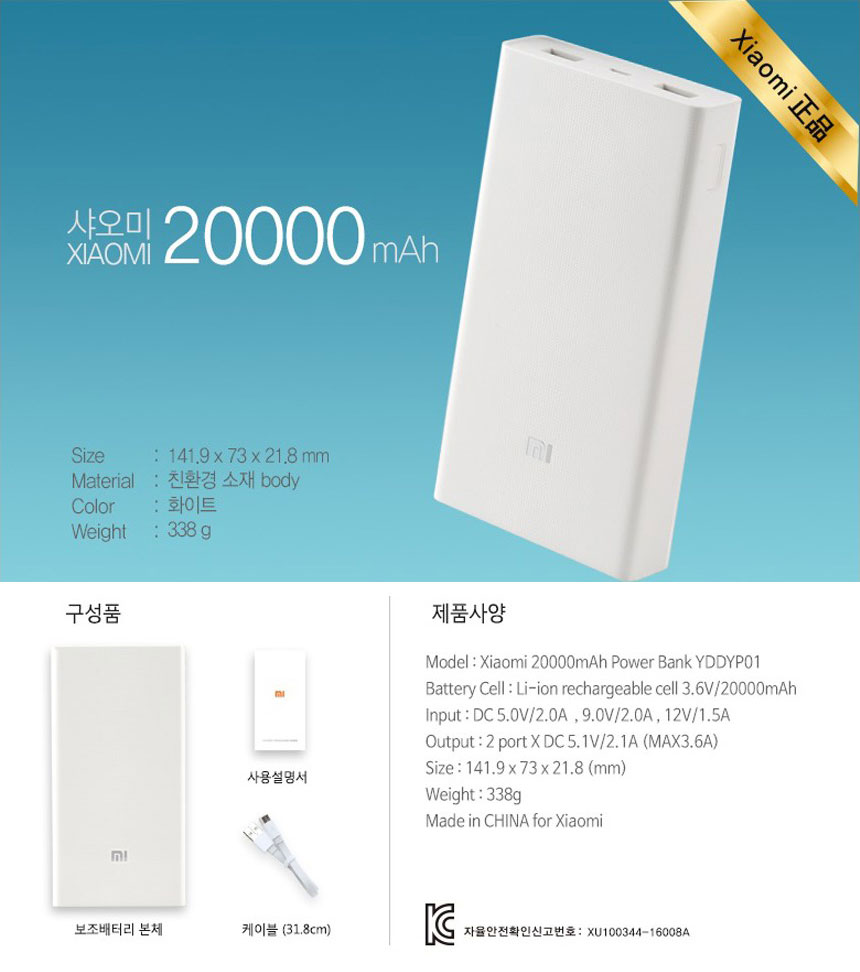 Xiaomi 正品
샤오미
XIAOMI 20000 mAh
Size : 141.9 x 73 x 21.8 mm
Material : 친환경 소재 body
Color : 화이트
Weight : 338 g
구성품
사용설명서
보조배터리 본체
케이블 (31.8cm)
제품사양
Model : Xiaomi 20000mAh Power Bank YDDYP01
Battery Cell : Li-ion rechargeable cell 3.6V/20000mAh
Input : DC 5.0V/2.0A , 9.0V/2.0A , 12V/1.5A
Output : 2 port X DC 5.1V/2.1A (MAX3.6A)
Size : 141.9 x 73 x 21.8 (mm)
Weight : 338g
Made in CHINA for Xiaomi
자율안전확인신고번호 : XU100344-16008A